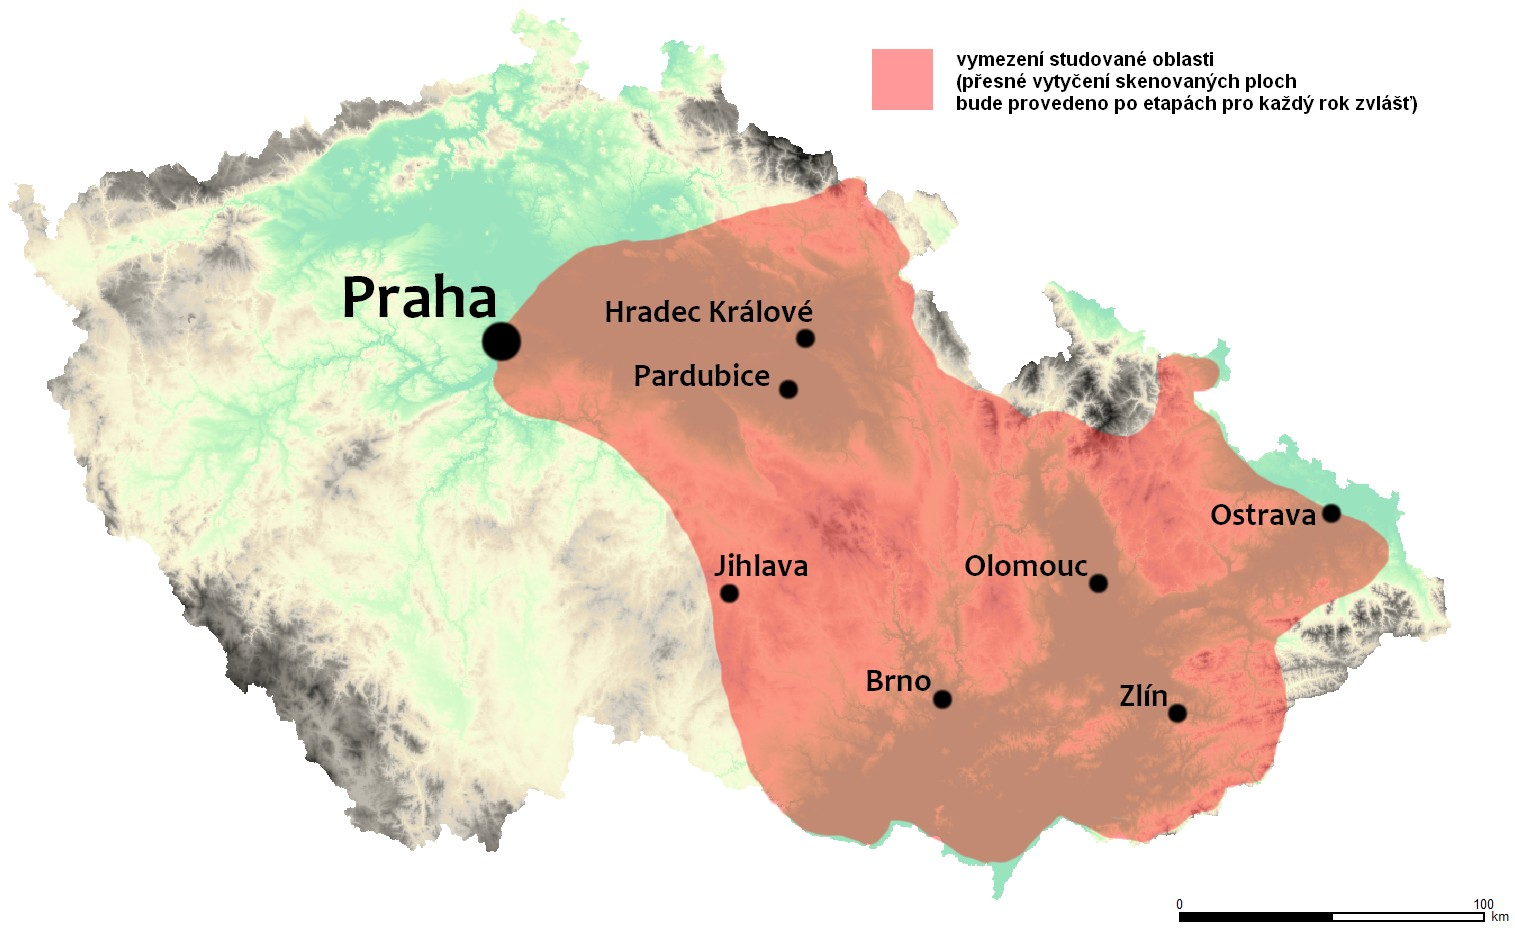 vymezení studované oblasti
(přesné vytyčení skenovaných ploch
bude provedeno po etapách pro každý rok zvlášť)
Praha
Hradec Králové
Pardubice
Ostrava
Jihlava
Olomouc
Brno
Zlín
0 100
km